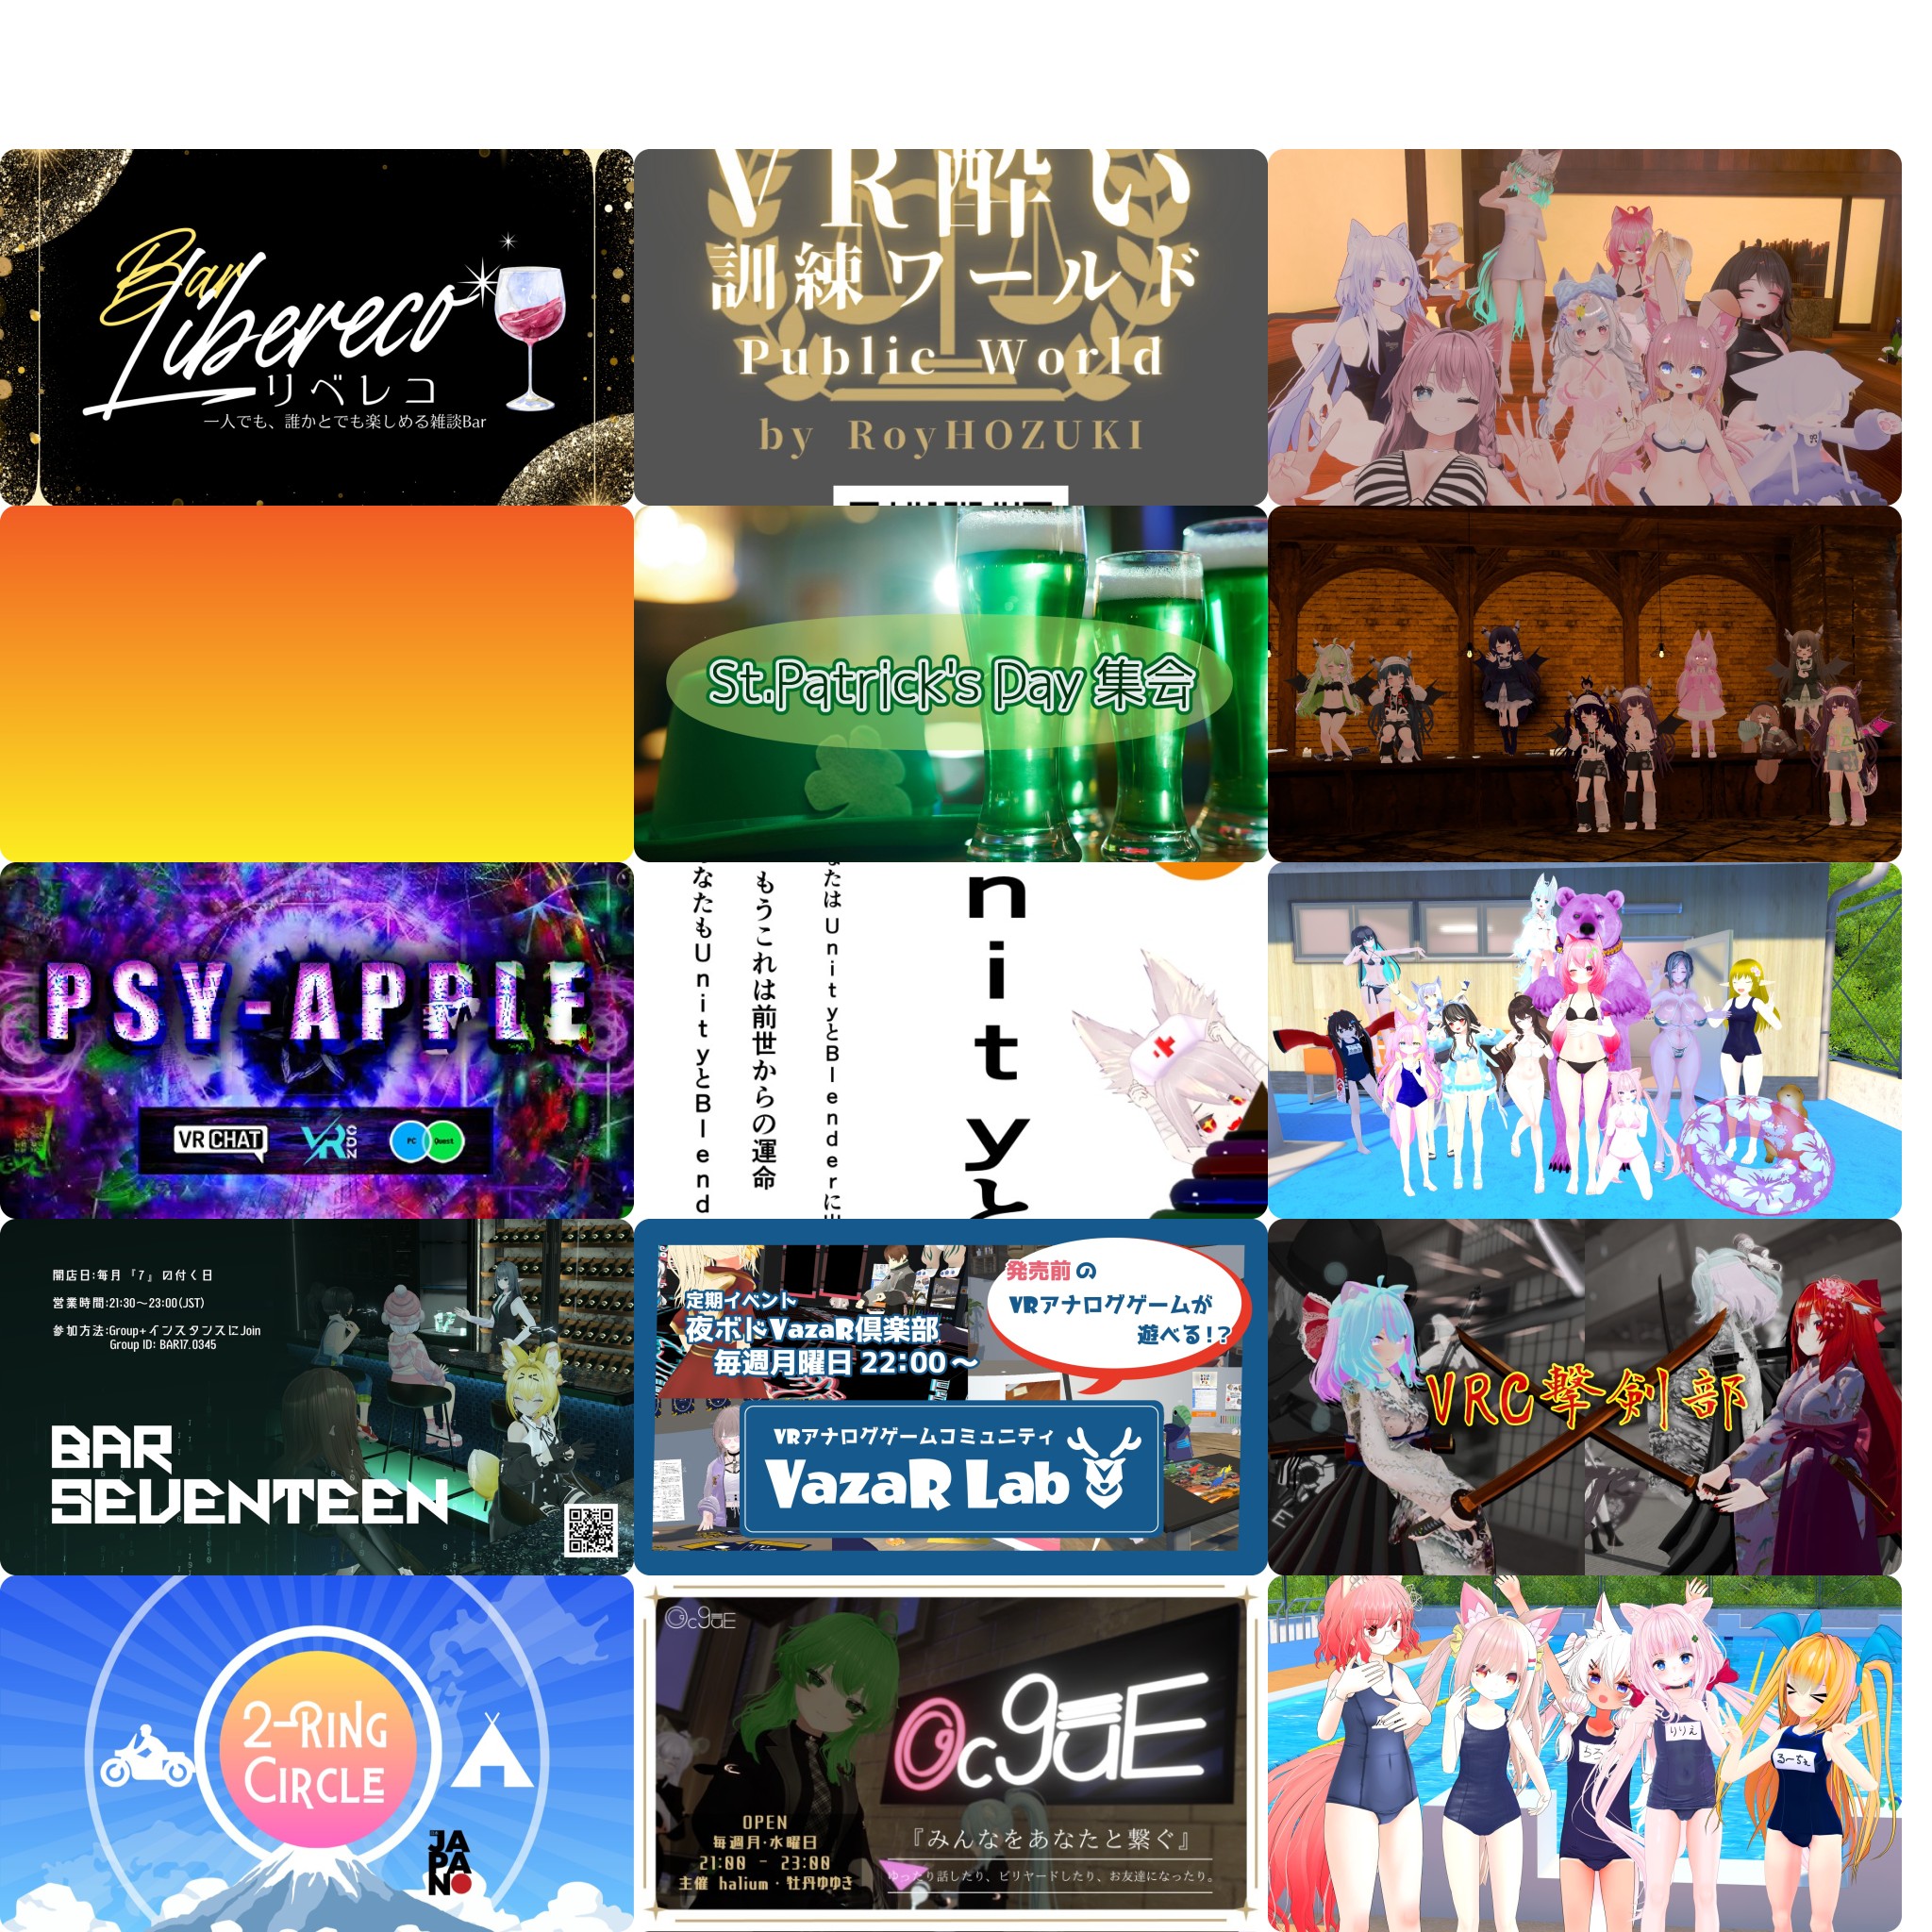 Bar
Libereco
リベレコ
一人でも、誰かとでも楽しめる雑談Bar
VR酔い
訓練ワールド
Public World
by RoyHOZUKI
St.Patrick's Day 集会
PSY-APPLE
VRCHAT
PC
Quest
nityと
たは UnityとBlenderに
もうこれは前世からの運命
なたもUnityとBlend
開店日:毎月『7』の付く日
営業時間:21:30～23:00(JST)
参加方法:Group+インスタンスにJoin
Group ID: BAR17.0345
BAR
SEVENTEEN
発売前の
VRアナログゲームが
遊べる!?
定期イベント
夜ボドVazaR倶楽部
毎週月曜日 22:00～
VRアナログゲームコミュニティ
VazaR Lab
VRC撃剣部
2-RING
CIRCLE
JA
PA
NO
OcgūE
OcgūE
OPEN
毎週月・水曜日
21:00 - 23:00
主催 halium・牡丹ゆゆき
『みんなをあなたと繋ぐ』
ゆったり話したり、ビリヤードしたり、お友達になったり。
りりえ
るーちぇ